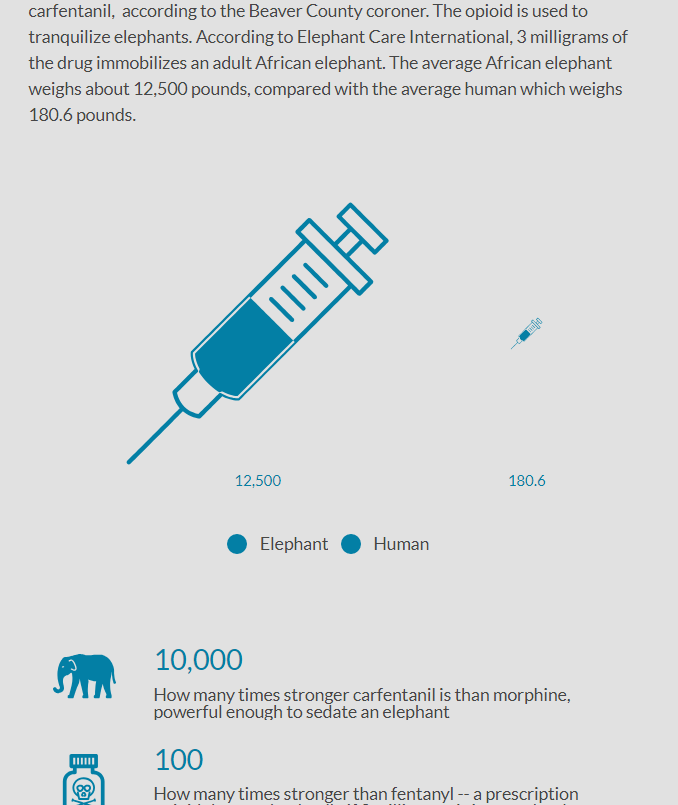 carfentanil, according to the Beaver County coroner. The opioid is used to
tranquilize elephants. According to Elephant Care International, 3 milligrams of
the drug immobilizes an adult African elephant. The average African elephant
weighs about 12,500 pounds, compared with the average human which weighs
180.6 pounds.
12,500
180.6
Elephant
Human
10,000
How many times stronger carfentanil is than morphine,
powerful enough to sedate an elephant
100
How many times stronger than fentanyl -- a prescription